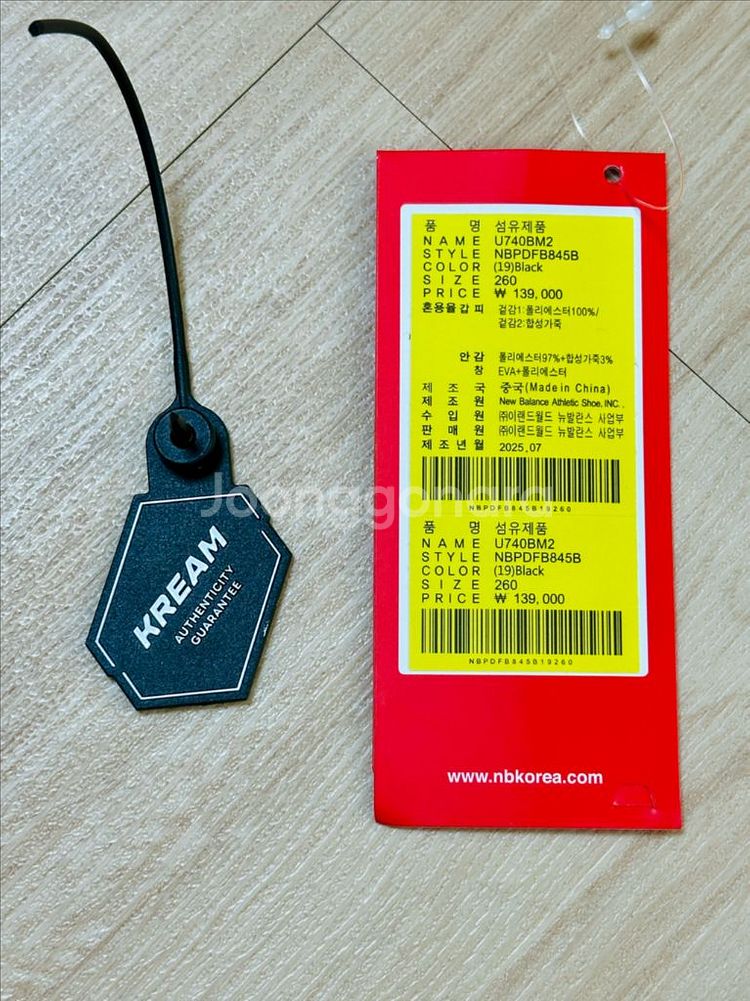 KREAM
AUTHENTICITY
GUARANTEE
품 명 섬유제품
NAME U740BM2
STYLE NBPDFB845B
COLOR (19)Black
SIZE 260
PRICE ₩ 139,000
혼용율갑피 겉감1:폴리에스터100%/
겉감2:합성가죽
안감 폴리에스터97%+합성가죽3%
창 EVA+폴리에스터
제조국 중국(Made in China)
제조원 New Balance Athletic Shoe, INC.,
수입원 ㈜이랜드월드 뉴발란스 사업부
판매원 ㈜이랜드월드 뉴발란스 사업부
제조년월 2025.07
NBPDFB845B19260
Joonggonara
품 명 섬유제품
NAME U740BM2
STYLE NBPDFB845B
COLOR (19)Black
SIZE 260
PRICE ₩ 139,000
NBPDFB845B19260
www.nbkorea.com